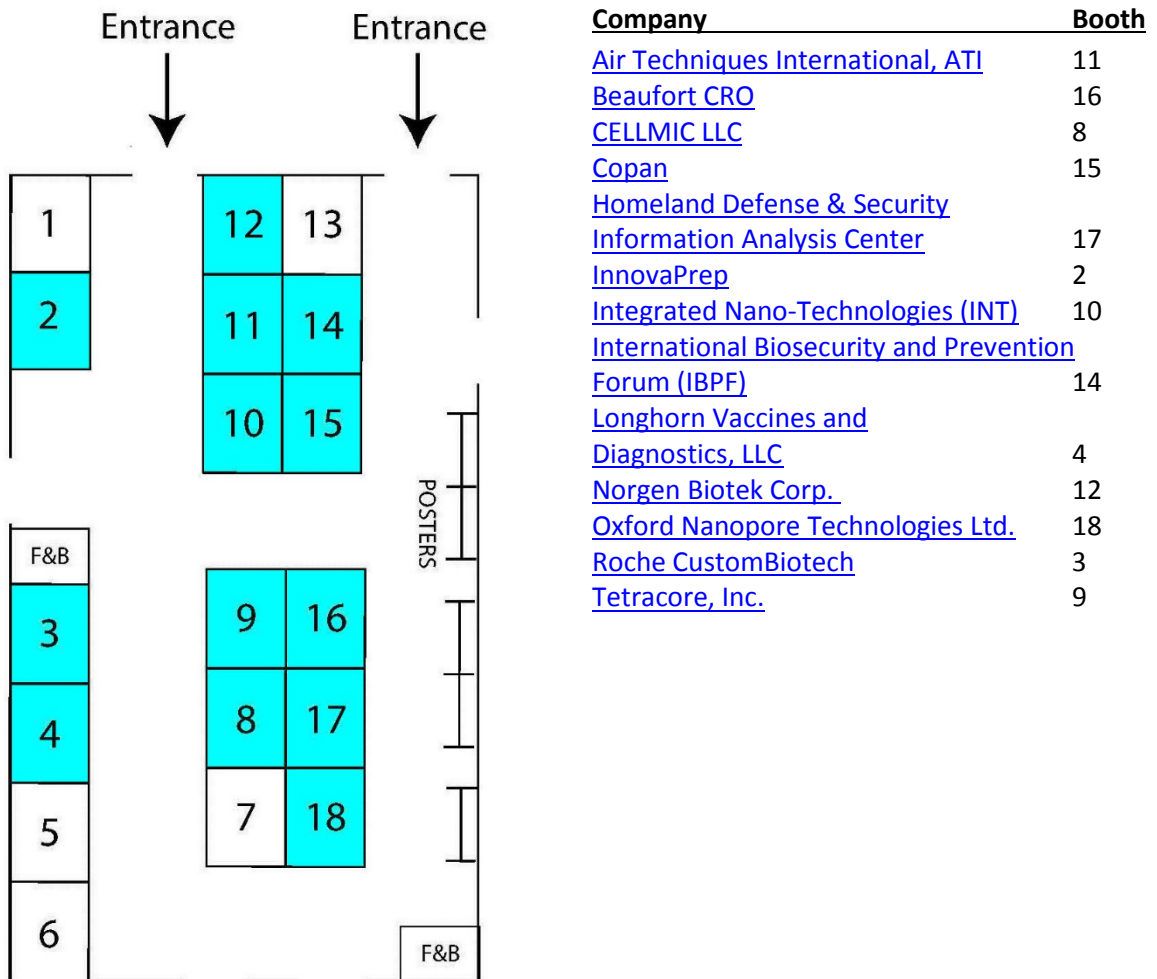 Entrance Entrance
1
2
12 13
11 14
10 15
POSTERS
F&B
3
4
5
6
9 16
8 17
7 18
F&B
Company Booth
Air Techniques International, ATI 11
Beaufort CRO 16
CELLMIC LLC 8
Copan 15
Homeland Defense & Security
Information Analysis Center 17
InnovaPrep 2
Integrated Nano-Technologies (INT) 10
International Biosecurity and Prevention
Forum (IBPF) 14
Longhorn Vaccines and
Diagnostics, LLC 4
Norgen Biotek Corp. 12
Oxford Nanopore Technologies Ltd. 18
Roche CustomBiotech 3
Tetracore, Inc. 9